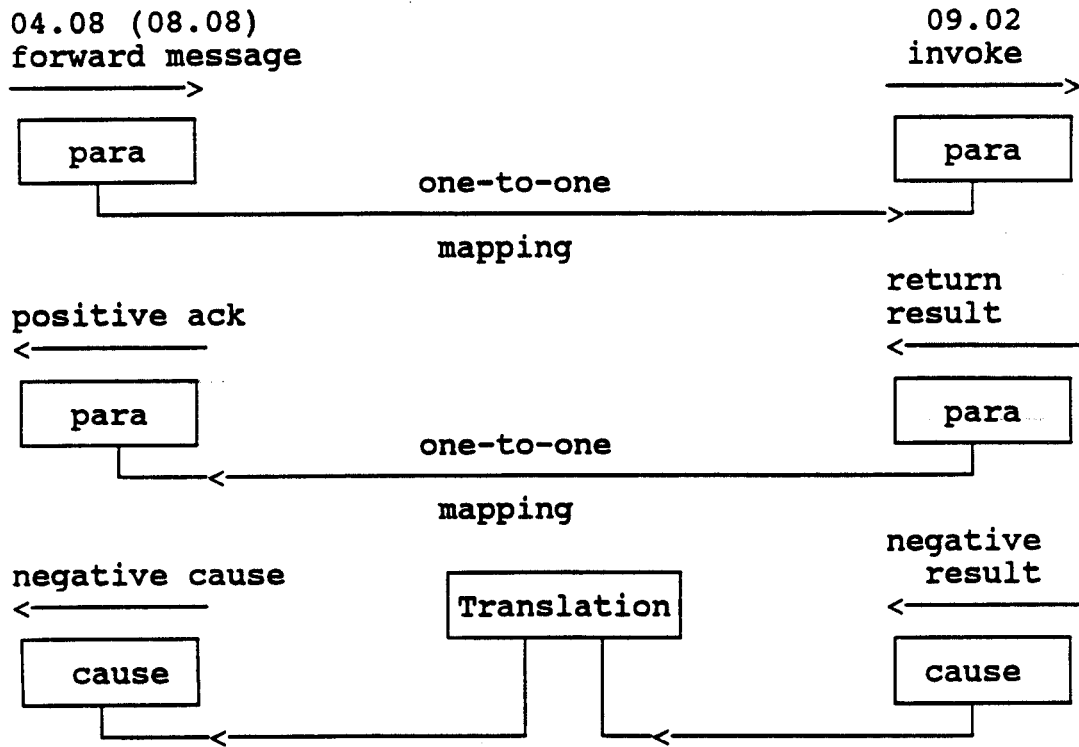 04.08 (08.08)
forward message
09.02
invoke
para
para
one-to-one
mapping
positive ack
return
result
para
para
one-to-one
mapping
negative cause
negative
result
Translation
cause
cause